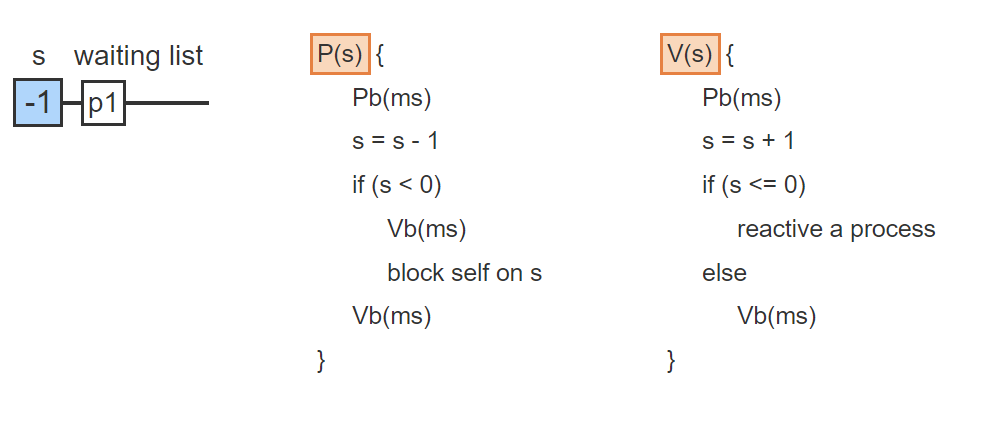 s waiting list
-1 p1
P(s) {
Pb(ms)
s = s - 1
if (s < 0)
Vb(ms)
block self on s
Vb(ms)
}
V(s) {
Pb(ms)
s = s + 1
if (s <= 0)
reactive a process
else
Vb(ms)
}